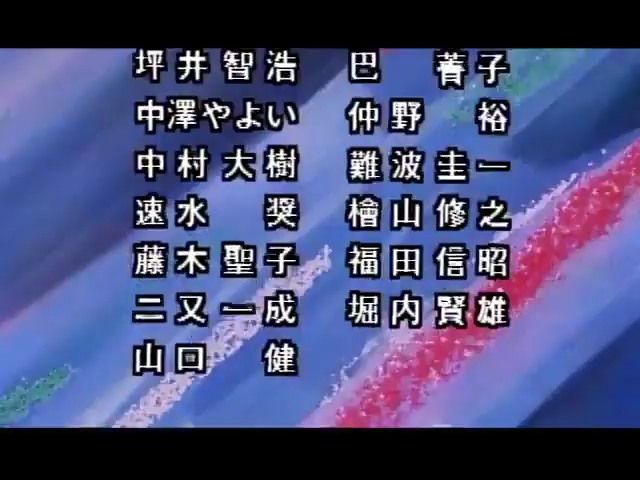 坪井智浩 巴 菁子
中澤やよい 仲野 裕
中村大樹 難波圭一
速水 奨 檜山修之
藤木聖子 福田信昭
二又一成 堀内賢雄
山口 健